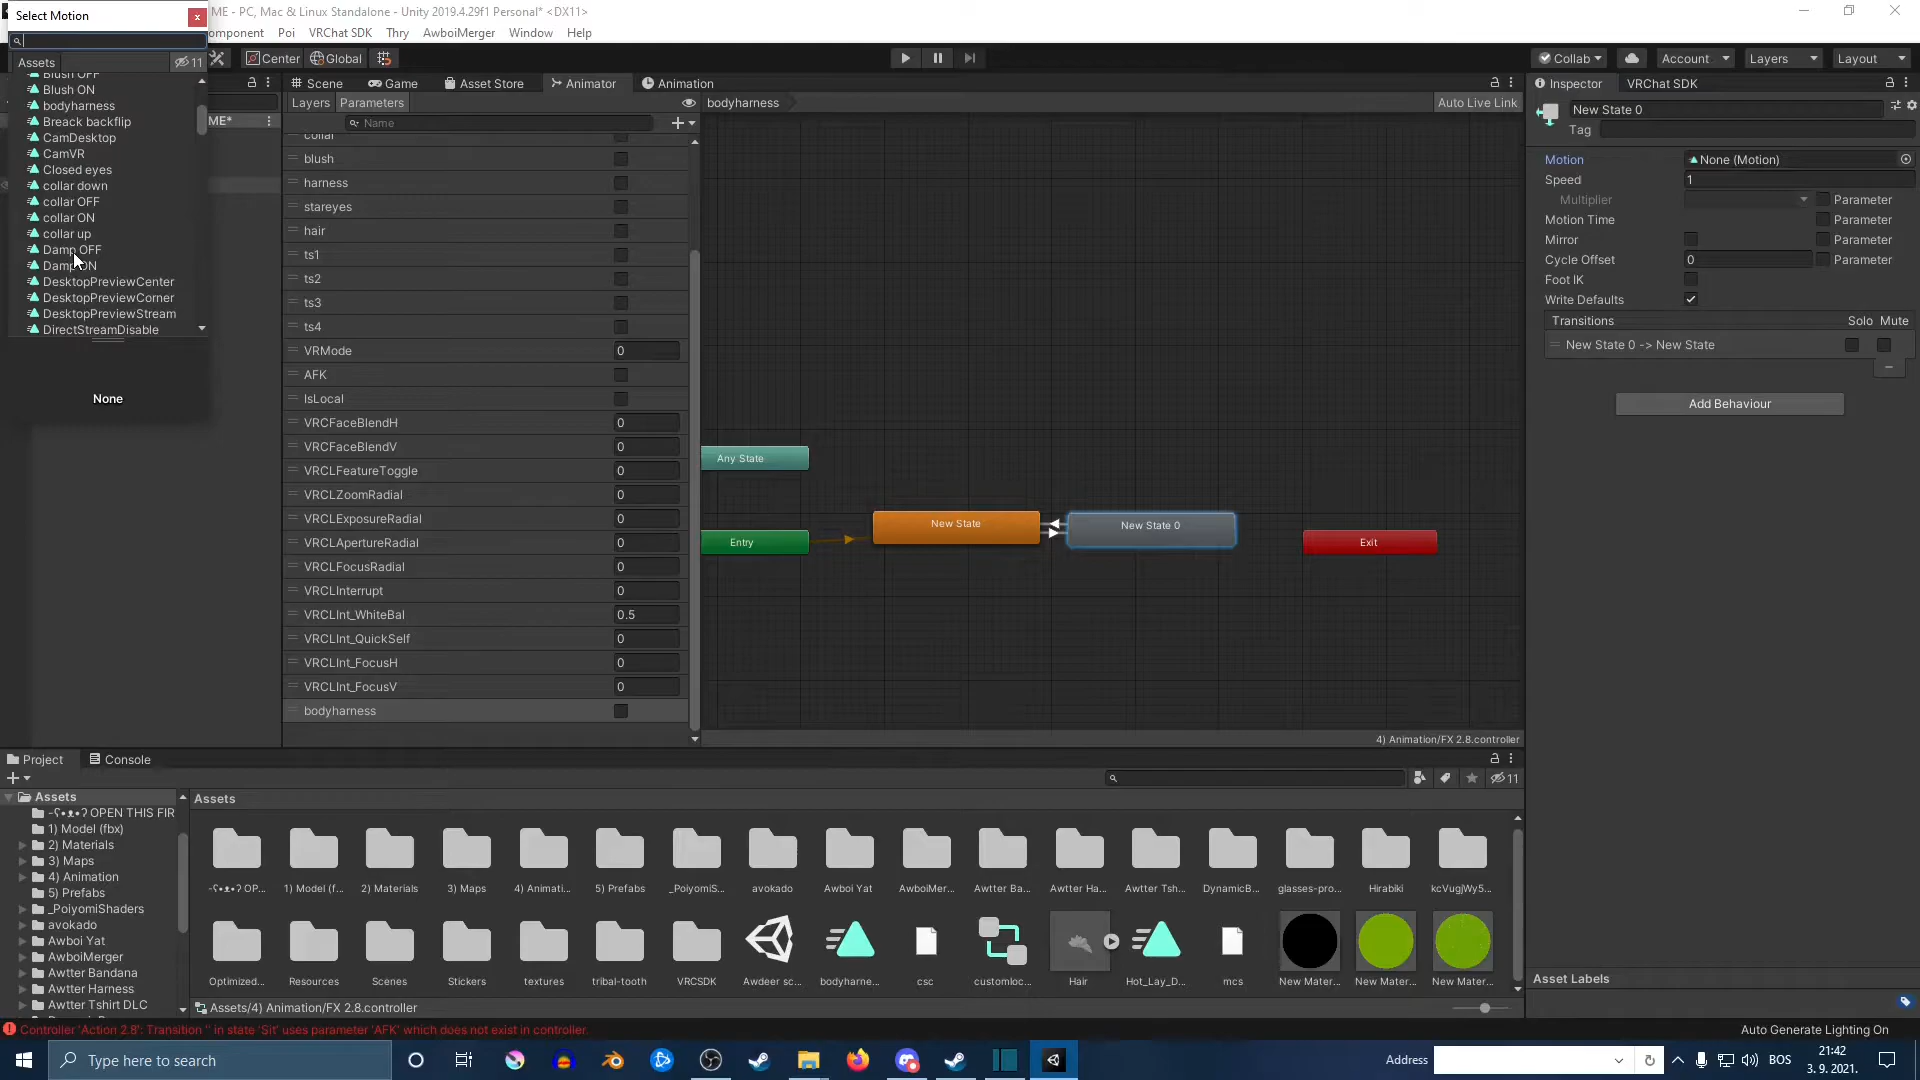 Select Motion
x
ME - PC, Mac & Linux Standalone - Unity 2019.4.29f1 Personal* <DX11>
omponent Poi VRChat SDK Thry AwboiMerger Window Help
Assets 11
Center Global
Collab Account Layers Layout
Blush OFF
Blush ON
bodyharness
Breack backflip
CamDesktop
CamVR
Closed eyes
collar down
collar OFF
collar ON
collar up
Damp OFF
Damp ON
DesktopPreviewCenter
DesktopPreviewCorner
DesktopPreviewStream
DirectStreamDisable
None
ME*
Scene Game Asset Store Animator Animation
Layers Parameters
Name
bodyharness
Auto Live Link
collar
blush
harness
stareyes
hair
ts1
ts2
ts3
ts4
VRMode 0
AFK
IsLocal
VRCFaceBlendH 0
VRCFaceBlendV 0
VRCLFeatureToggle 0
VRCLZoomRadial 0
VRCLExposureRadial 0
VRCLApertureRadial 0
VRCLFocusRadial 0
VRCLInterrupt 0
VRCLInt_WhiteBal 0.5
VRCLInt_QuickSelf 0
VRCLInt_FocusH 0
VRCLInt_FocusV 0
bodyharness
Any State
Entry
New State
New State 0
Exit
4) Animation/FX 2.8.controller
Inspector VRChat SDK
New State 0
Tag
Motion None (Motion)
Speed 1
Multiplier Parameter
Motion Time Parameter
Mirror Parameter
Cycle Offset 0 Parameter
Foot IK
Write Defaults
Transitions Solo Mute
New State 0 -> New State
Add Behaviour
Asset Labels
Project Console
11
Assets
OPEN THIS FIR
1) Model (fbx)
2) Materials
3) Maps
4) Animation
5) Prefabs
_PoiyomiShaders
avokado
Awboi Yat
AwboiMerger
Awtter Bandana
Awtter Harness
Awtter Tshirt DLC
Assets
OP... 1) Model (f... 2) Materials 3) Maps 4) Animati... 5) Prefabs _PoiyomiS... avokado Awboi Yat AwboiMer... Awtter Ba... Awtter Ha... Awtter Tsh... DynamicB... glasses-pro... Hirabiki kcVugjWy5...
Optimized... Resources Scenes Stickers textures tribal-tooth VRCSDK Awdeer sc... bodyharne... csc customloc... Hair Hot_Lay_D... mcs New Mater... New Mater... New Mater...
Assets/4) Animation/FX 2.8.controller
Controller 'Action 2.8': Transition '' in state 'Sit' uses parameter 'AFK' which does not exist in controller.
Auto Generate Lighting On
Type here to search
Address
BOS
21:42
3. 9. 2021.